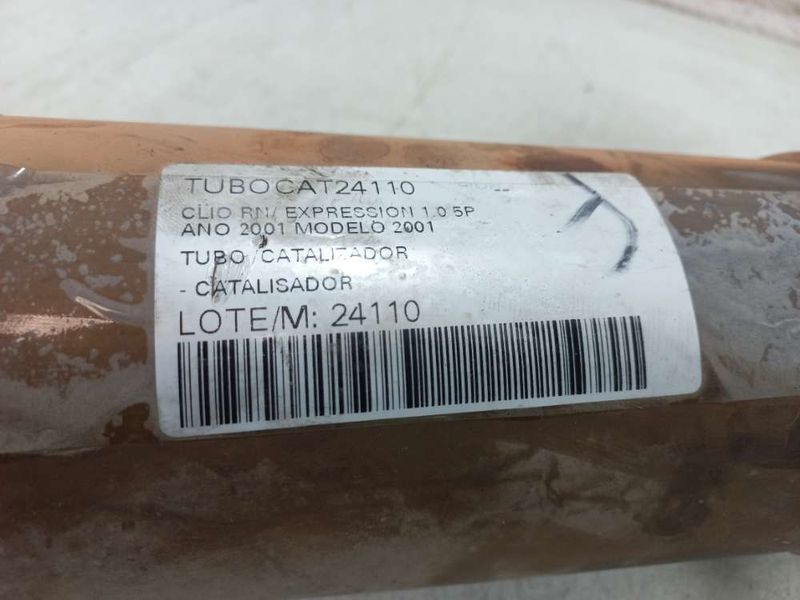 TUBOCAT24110
CLIO RN/ EXPRESSION 1.0 5P
ANO 2001 MODELO 2001
TUBO /CATALIZADOR
- CATALISADOR
LOTE/M: 24110